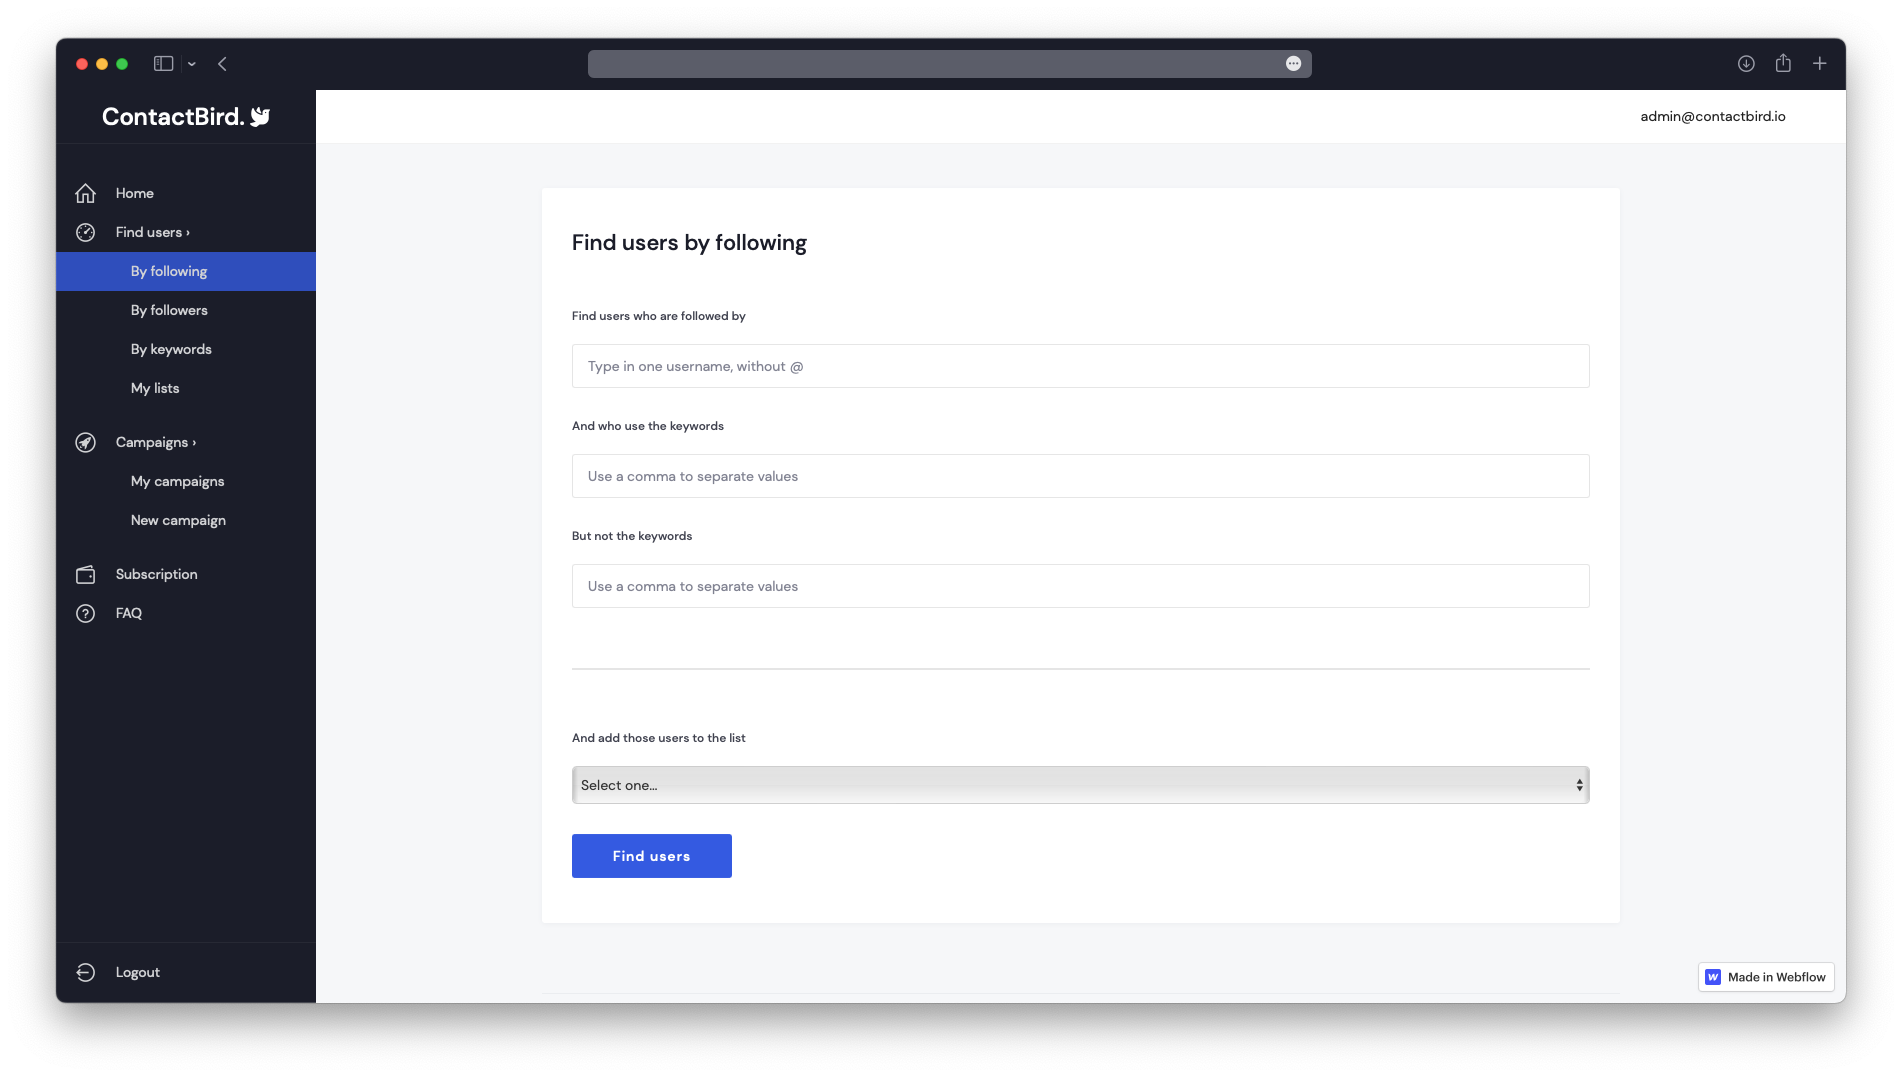 ContactBird.
admin@contactbird.io
Home
Find users ›
By following
By followers
By keywords
My lists
Campaigns ›
My campaigns
New campaign
Subscription
FAQ
Logout
Find users by following
Find users who are followed by
Type in one username, without @
And who use the keywords
Use a comma to separate values
But not the keywords
Use a comma to separate values
And add those users to the list
Select one...
Find users
Made in Webflow